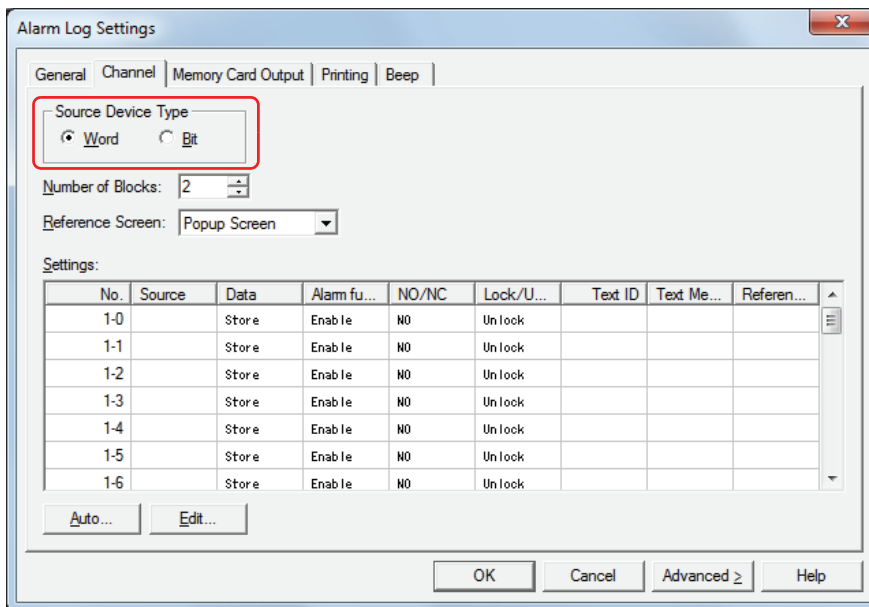 Alarm Log Settings
General Channel Memory Card Output Printing Beep
Source Device Type
Word Bit
Number of Blocks: 2
Reference Screen: Popup Screen
Settings:
No. Source Data Alarm fu... NO/NC Lock/U... Text ID Text Me... Referen...
1-0 Store Enable NO Unlock
1-1 Store Enable NO Unlock
1-2 Store Enable NO Unlock
1-3 Store Enable NO Unlock
1-4 Store Enable NO Unlock
1-5 Store Enable NO Unlock
1-6 Store Enable NO Unlock
Auto... Edit...
OK Cancel Advanced > Help